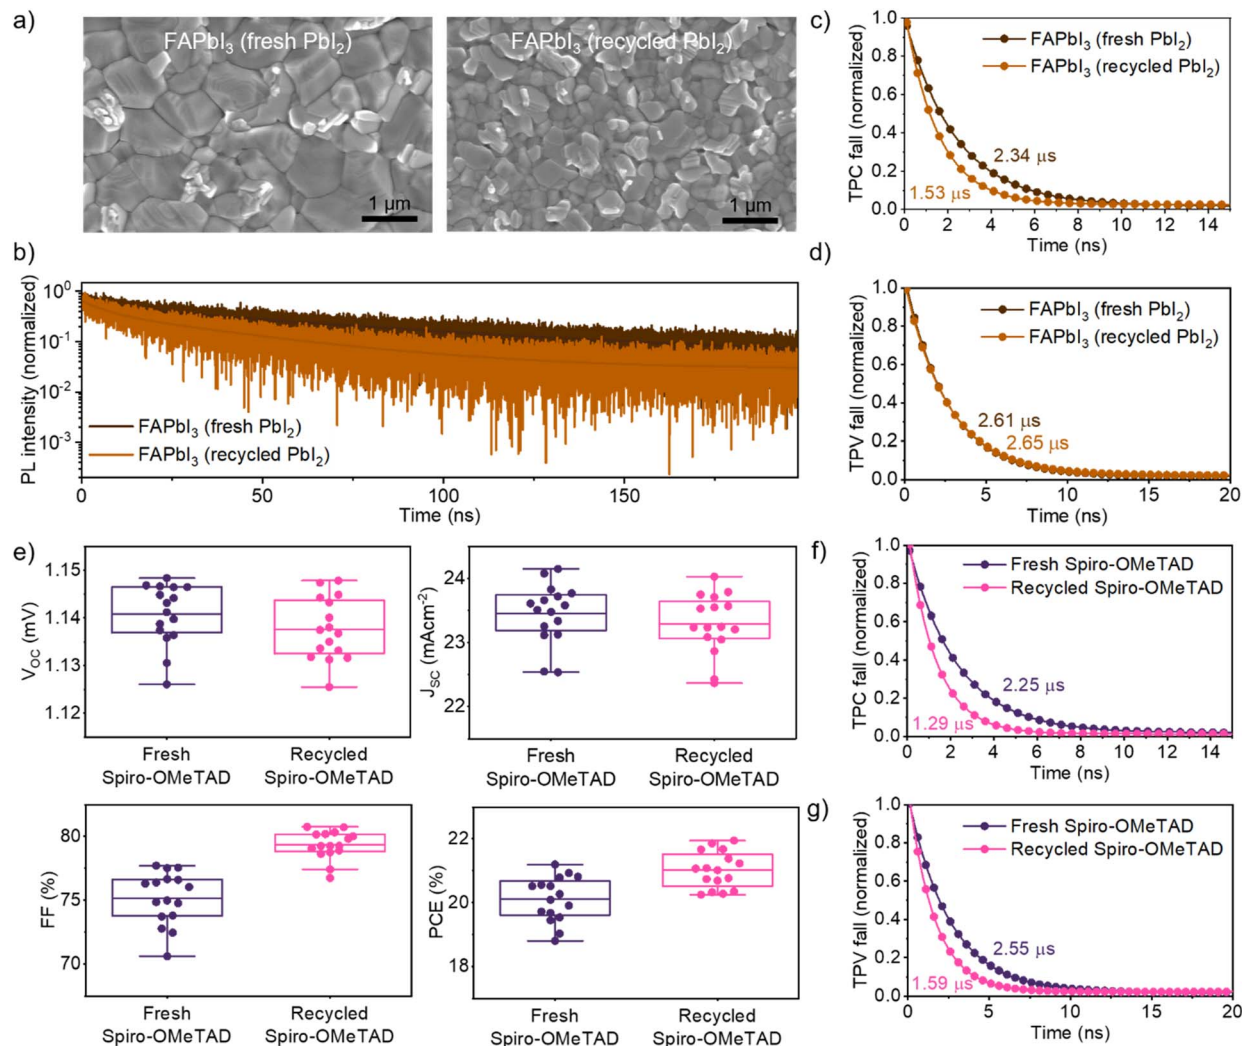 a)
FAPbI₃ (fresh PbI₂)
1 µm
FAPbI₃ (recycled PbI₂)
1 µm
b)
PL intensity (normalized)
10⁰
10⁻¹
10⁻²
10⁻³
FAPbI₃ (fresh PbI₂)
FAPbI₃ (recycled PbI₂)
0 50 100 150
Time (ns)
c)
TPC fall (normalized)
1.0
0.8
0.6
0.4
0.2
0.0
FAPbI₃ (fresh PbI₂)
FAPbI₃ (recycled PbI₂)
2.34 µs
1.53 µs
0 2 4 6 8 10 12 14
Time (ns)
d)
TPV fall (normalized)
1.0
0.8
0.6
0.4
0.2
0.0
FAPbI₃ (fresh PbI₂)
FAPbI₃ (recycled PbI₂)
2.61 µs
2.65 µs
0 5 10 15 20
Time (ns)
e)
V_OC (mV)
1.15
1.14
1.13
1.12
Fresh Recycled
Spiro-OMeTAD Spiro-OMeTAD
J_SC (mAcm⁻²)
24
23
22
Fresh Recycled
Spiro-OMeTAD Spiro-OMeTAD
FF (%)
80
75
70
Fresh Recycled
Spiro-OMeTAD Spiro-OMeTAD
PCE (%)
22
20
18
Fresh Recycled
Spiro-OMeTAD Spiro-OMeTAD
f)
TPC fall (normalized)
1.0
0.8
0.6
0.4
0.2
0.0
Fresh Spiro-OMeTAD
Recycled Spiro-OMeTAD
2.25 µs
1.29 µs
0 2 4 6 8 10 12 14
Time (ns)
g)
TPV fall (normalized)
1.0
0.8
0.6
0.4
0.2
0.0
Fresh Spiro-OMeTAD
Recycled Spiro-OMeTAD
2.55 µs
1.59 µs
0 5 10 15 20
Time (ns)